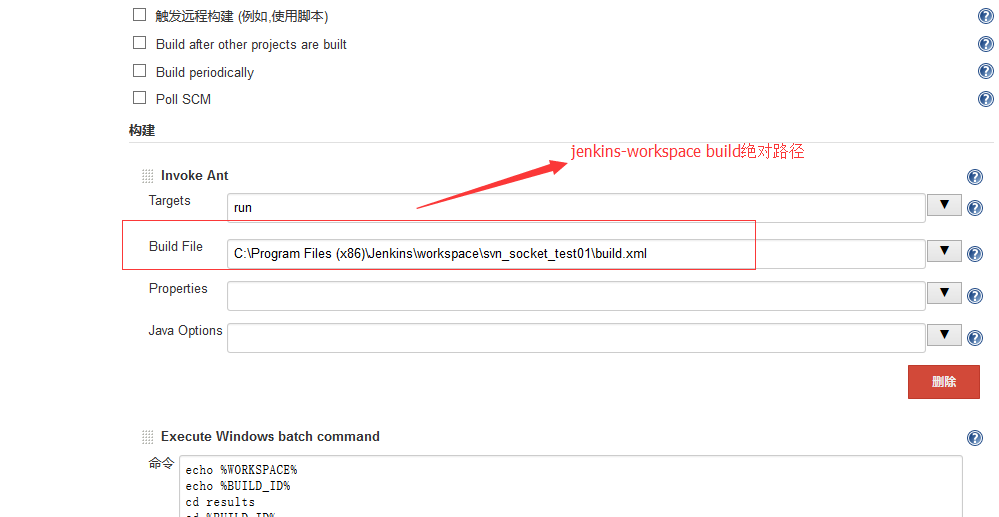 触发远程构建 (例如,使用脚本)
Build after other projects are built
Build periodically
Poll SCM
构建
jenkins-workspace build绝对路径
Invoke Ant
Targets
run
Build File
C:\Program Files (x86)\Jenkins\workspace\svn_socket_test01\build.xml
Properties
Java Options
删除
Execute Windows batch command
命令
echo %WORKSPACE%
echo %BUILD_ID%
cd results
cd %BUILD_ID%